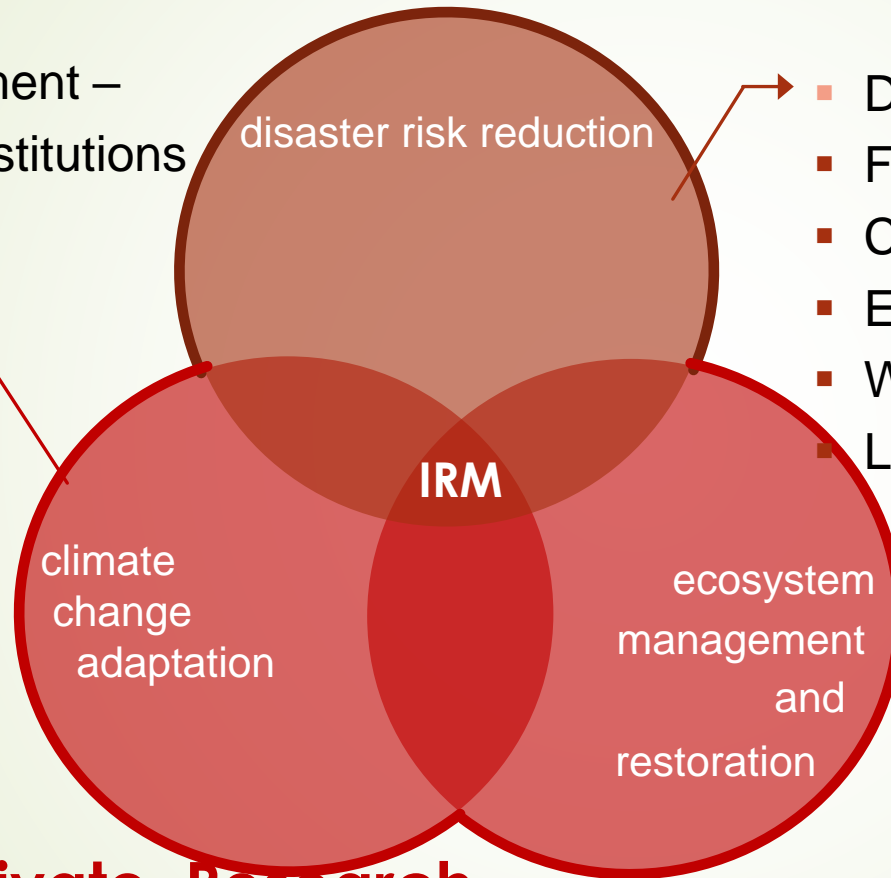 ment –
stitutions
disaster risk reduction
D
F
C
E
W
L
IRM
climate
change
adaptation
ecosystem
management
and
restoration